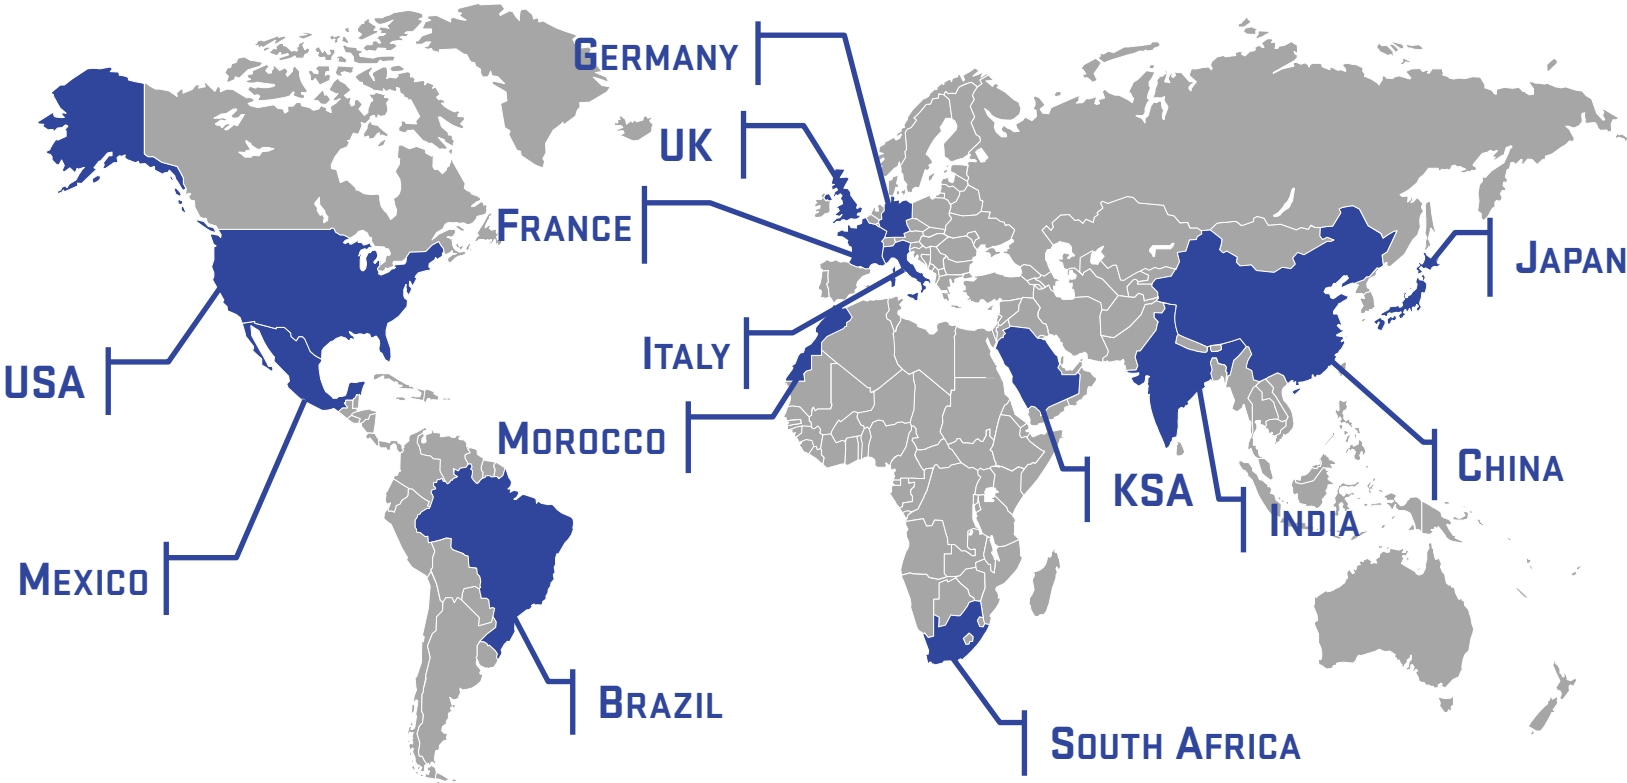 Germany
UK
France
Japan
Italy
USA
Morocco
China
KSA
India
Mexico
Brazil
South Africa